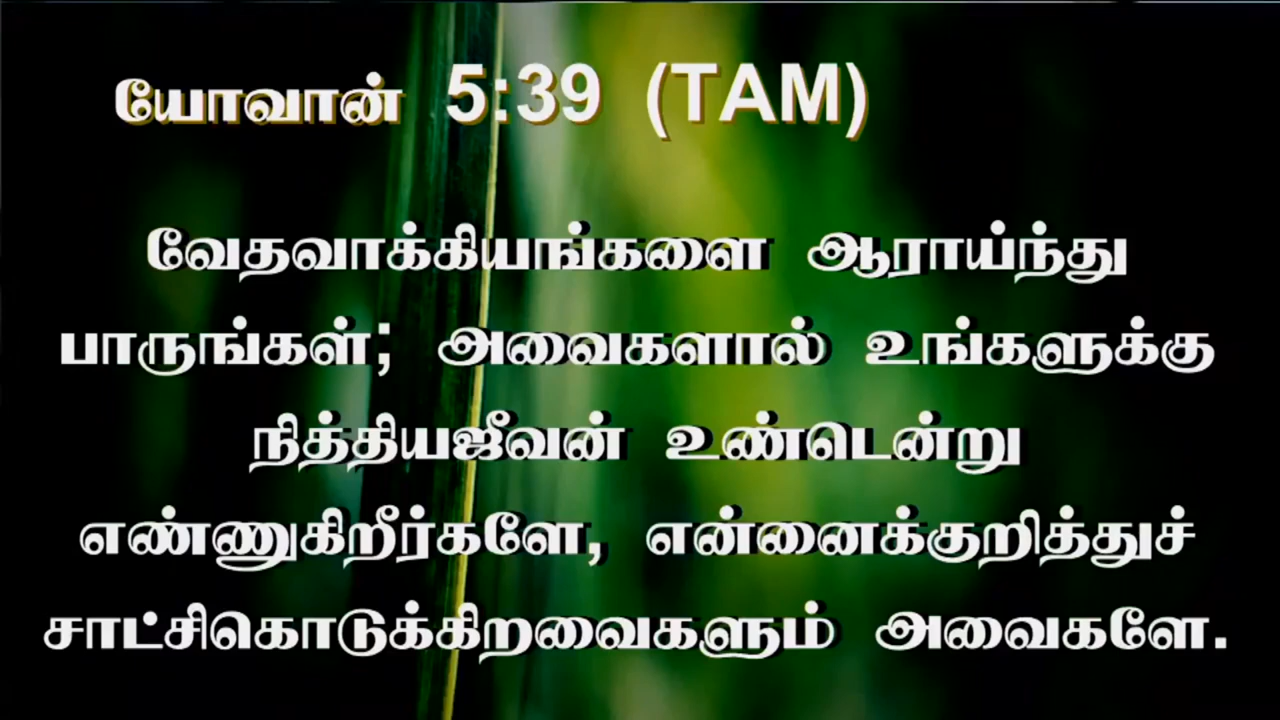 யோவான் 5:39 (TAM)
வேதவாக்கியங்களை ஆராய்ந்து
பாருங்கள்; அவைகளால் உங்களுக்கு
நித்தியஜீவன் உண்டென்று
எண்ணுகிறீர்களே, என்னைக்குறித்துச்
சாட்சிகொடுக்கிறவைகளும் அவைகளே.